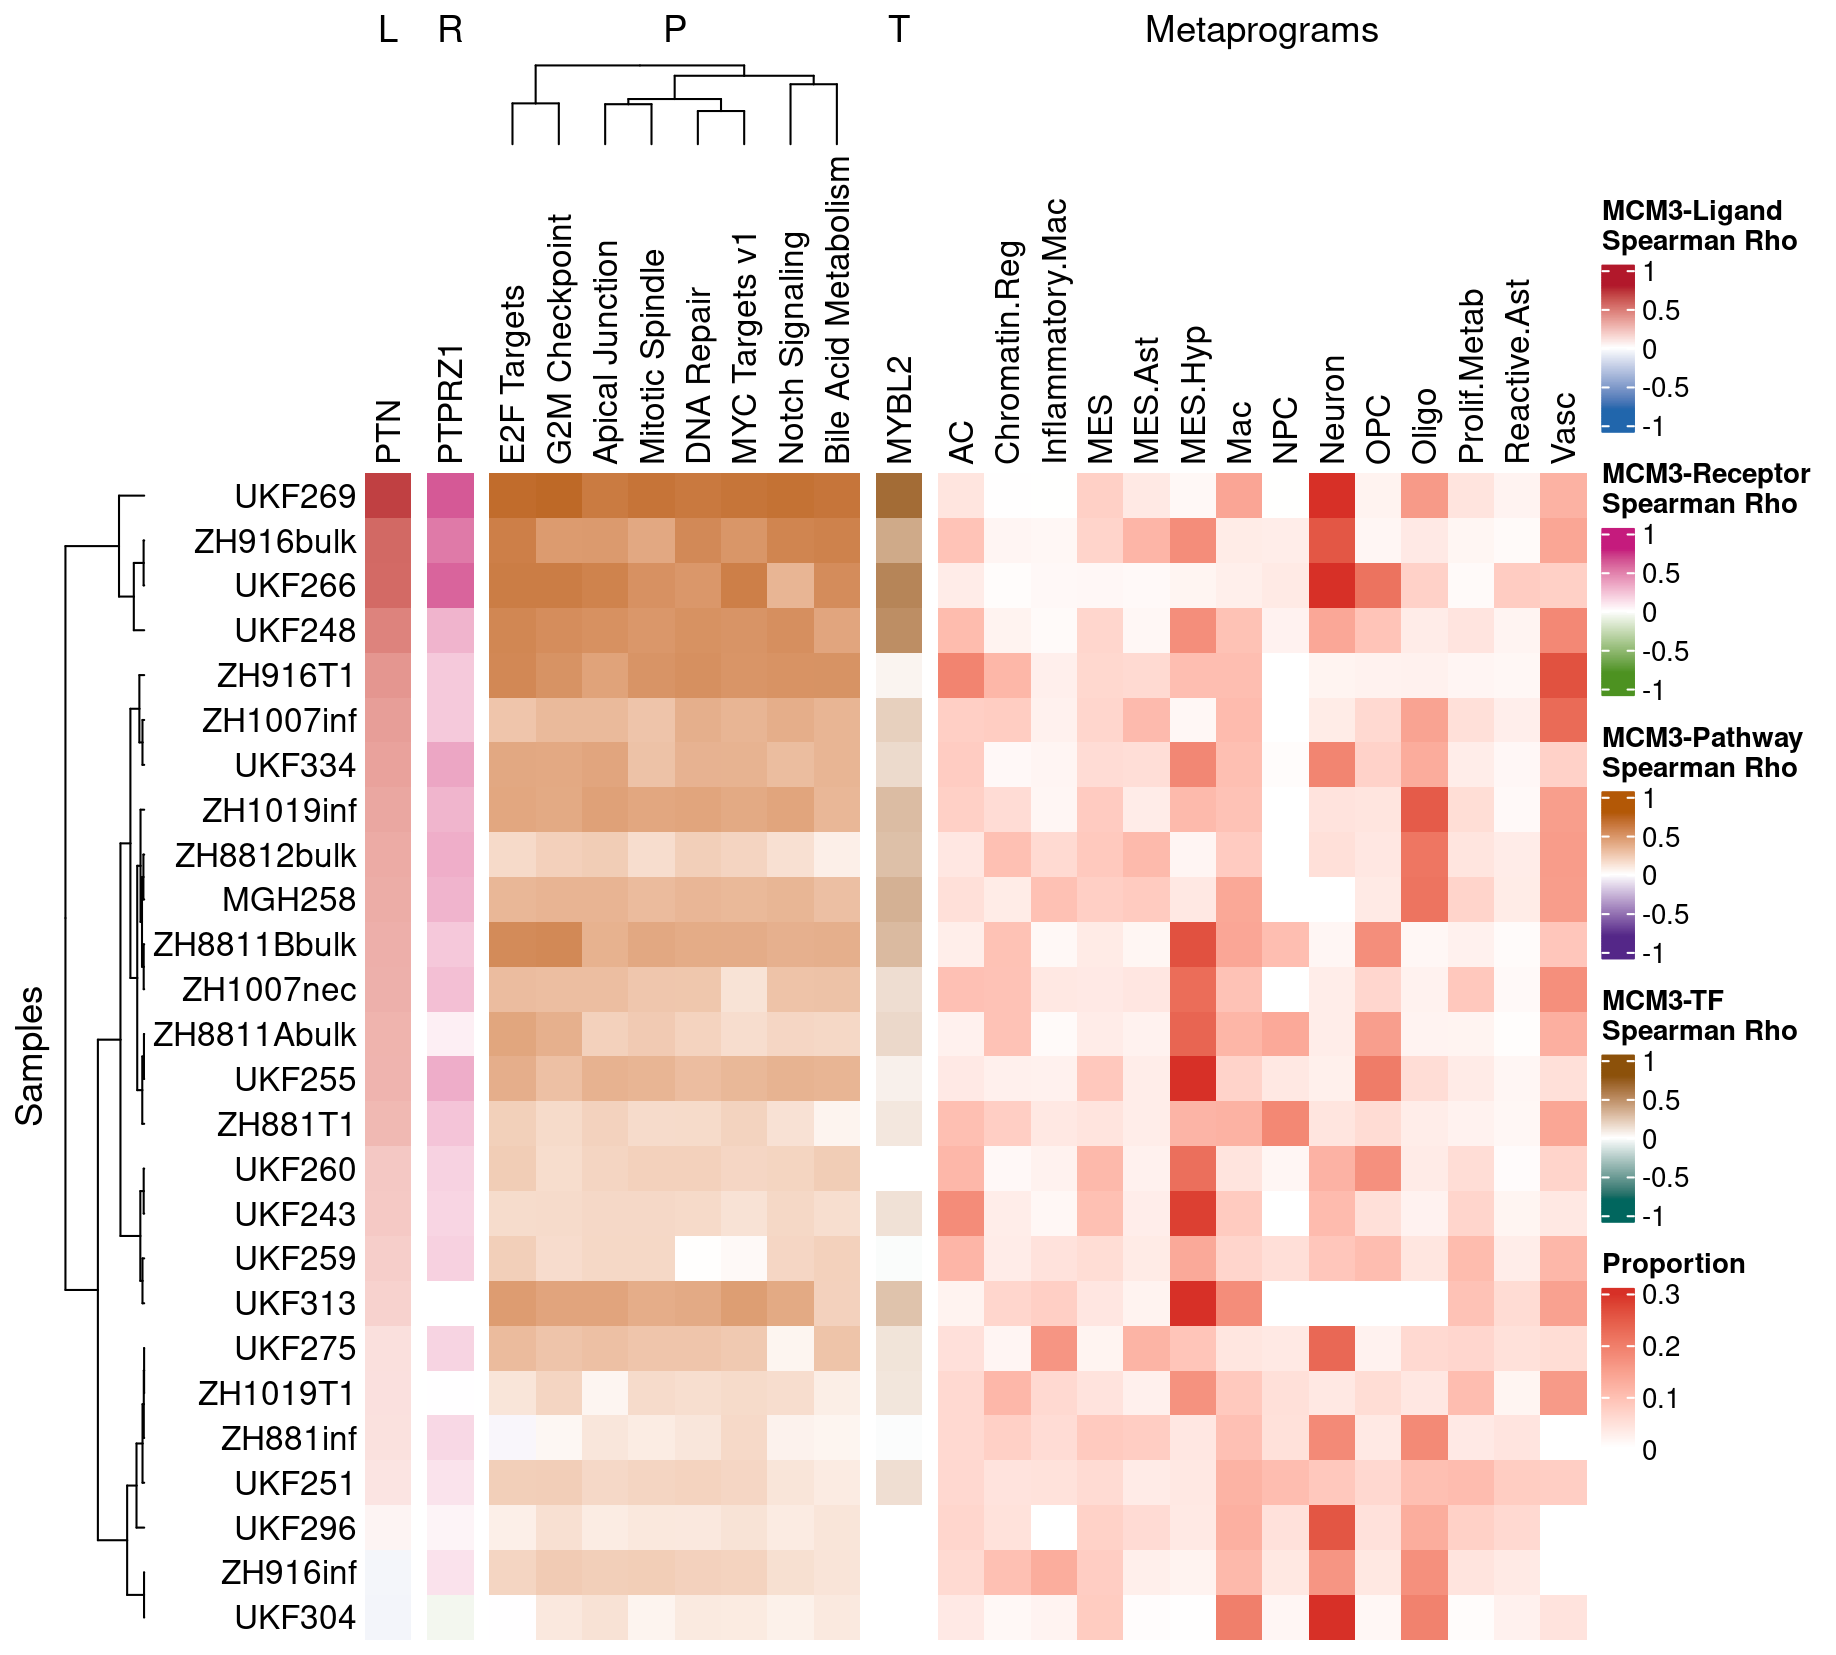 L R P T Metaprograms
PTN
PTPRZ1
E2F Targets
G2M Checkpoint
Apical Junction
Mitotic Spindle
DNA Repair
MYC Targets v1
Notch Signaling
Bile Acid Metabolism
MYBL2
AC
Chromatin.Reg
Inflammatory.Mac
MES
MES.Ast
MES.Hyp
Mac
NPC
Neuron
OPC
Oligo
Prolif.Metab
Reactive.Ast
Vasc
Samples
UKF269
ZH916bulk
UKF266
UKF248
ZH916T1
ZH1007inf
UKF334
ZH1019inf
ZH8812bulk
MGH258
ZH8811Bbulk
ZH1007nec
ZH8811Abulk
UKF255
ZH881T1
UKF260
UKF243
UKF259
UKF313
UKF275
ZH1019T1
ZH881inf
UKF251
UKF296
ZH916inf
UKF304
MCM3-Ligand
Spearman Rho
1
0.5
0
-0.5
-1
MCM3-Receptor
Spearman Rho
1
0.5
0
-0.5
-1
MCM3-Pathway
Spearman Rho
1
0.5
0
-0.5
-1
MCM3-TF
Spearman Rho
1
0.5
0
-0.5
-1
Proportion
0.3
0.2
0.1
0